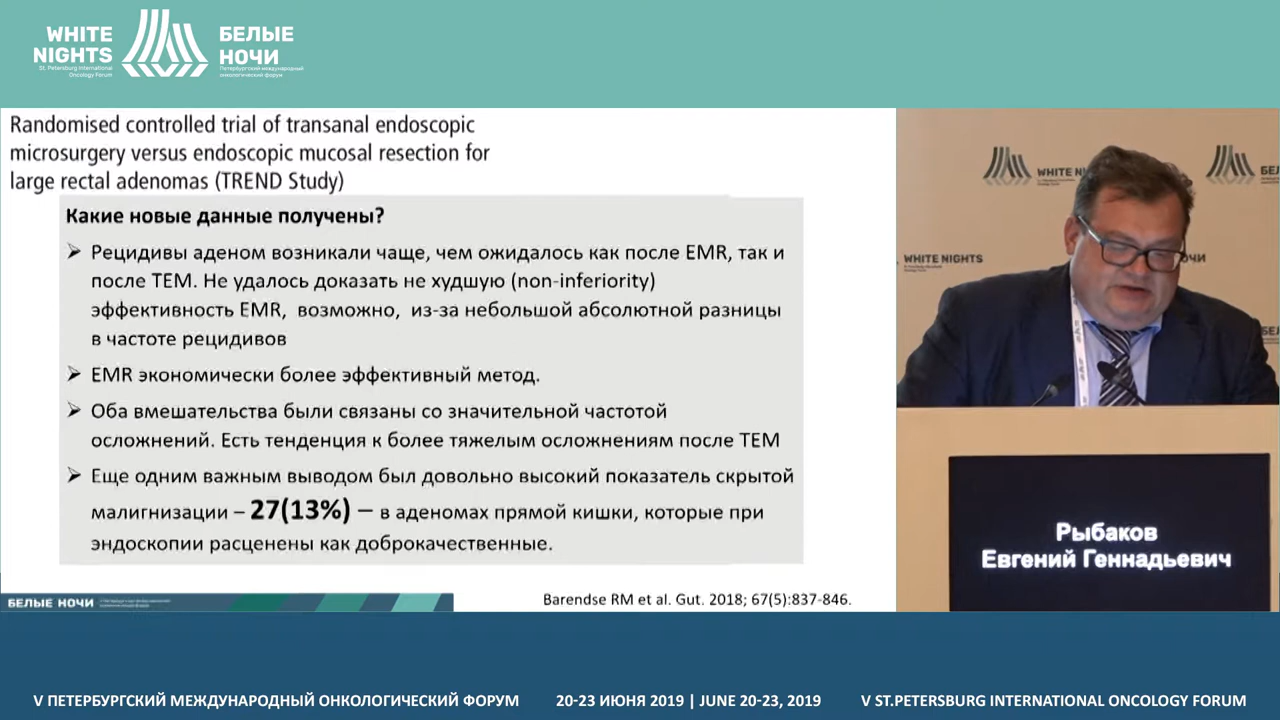 WHITE
NIGHTS
St. Petersburg International
Oncology Forum
БЕЛЫЕ
НОЧИ
Петербургский международный
онкологический форум
Randomised controlled trial of transanal endoscopic
microsurgery versus endoscopic mucosal resection for
large rectal adenomas (TREND Study)
Какие новые данные получены?
➢ Рецидивы аденом возникали чаще, чем ожидалось как после EMR, так и
после TEM. Не удалось доказать не худшую (non-inferiority)
эффективность EMR, возможно, из-за небольшой абсолютной разницы
в частоте рецидивов
➢ EMR экономически более эффективный метод.
➢ Оба вмешательства были связаны со значительной частотой
осложнений. Есть тенденция к более тяжелым осложнениям после ТЕМ
➢ Еще одним важным выводом был довольно высокий показатель скрытой
малигнизации – 27(13%) – в аденомах прямой кишки, которые при
эндоскопии расценены как доброкачественные.
БЕЛЫЕ НОЧИ
Barendse RM et al. Gut. 2018; 67(5):837-846.
WHITE NI
БЕЛ
WHITE NIGHTS
ОЧИ
БЕЛ
Рыбаков
Евгений Геннадьевич
V ПЕТЕРБУРГСКИЙ МЕЖДУНАРОДНЫЙ ОНКОЛОГИЧЕСКИЙ ФОРУМ
20-23 ИЮНЯ 2019 | JUNE 20-23, 2019
V ST.PETERSBURG INTERNATIONAL ONCOLOGY FORUM